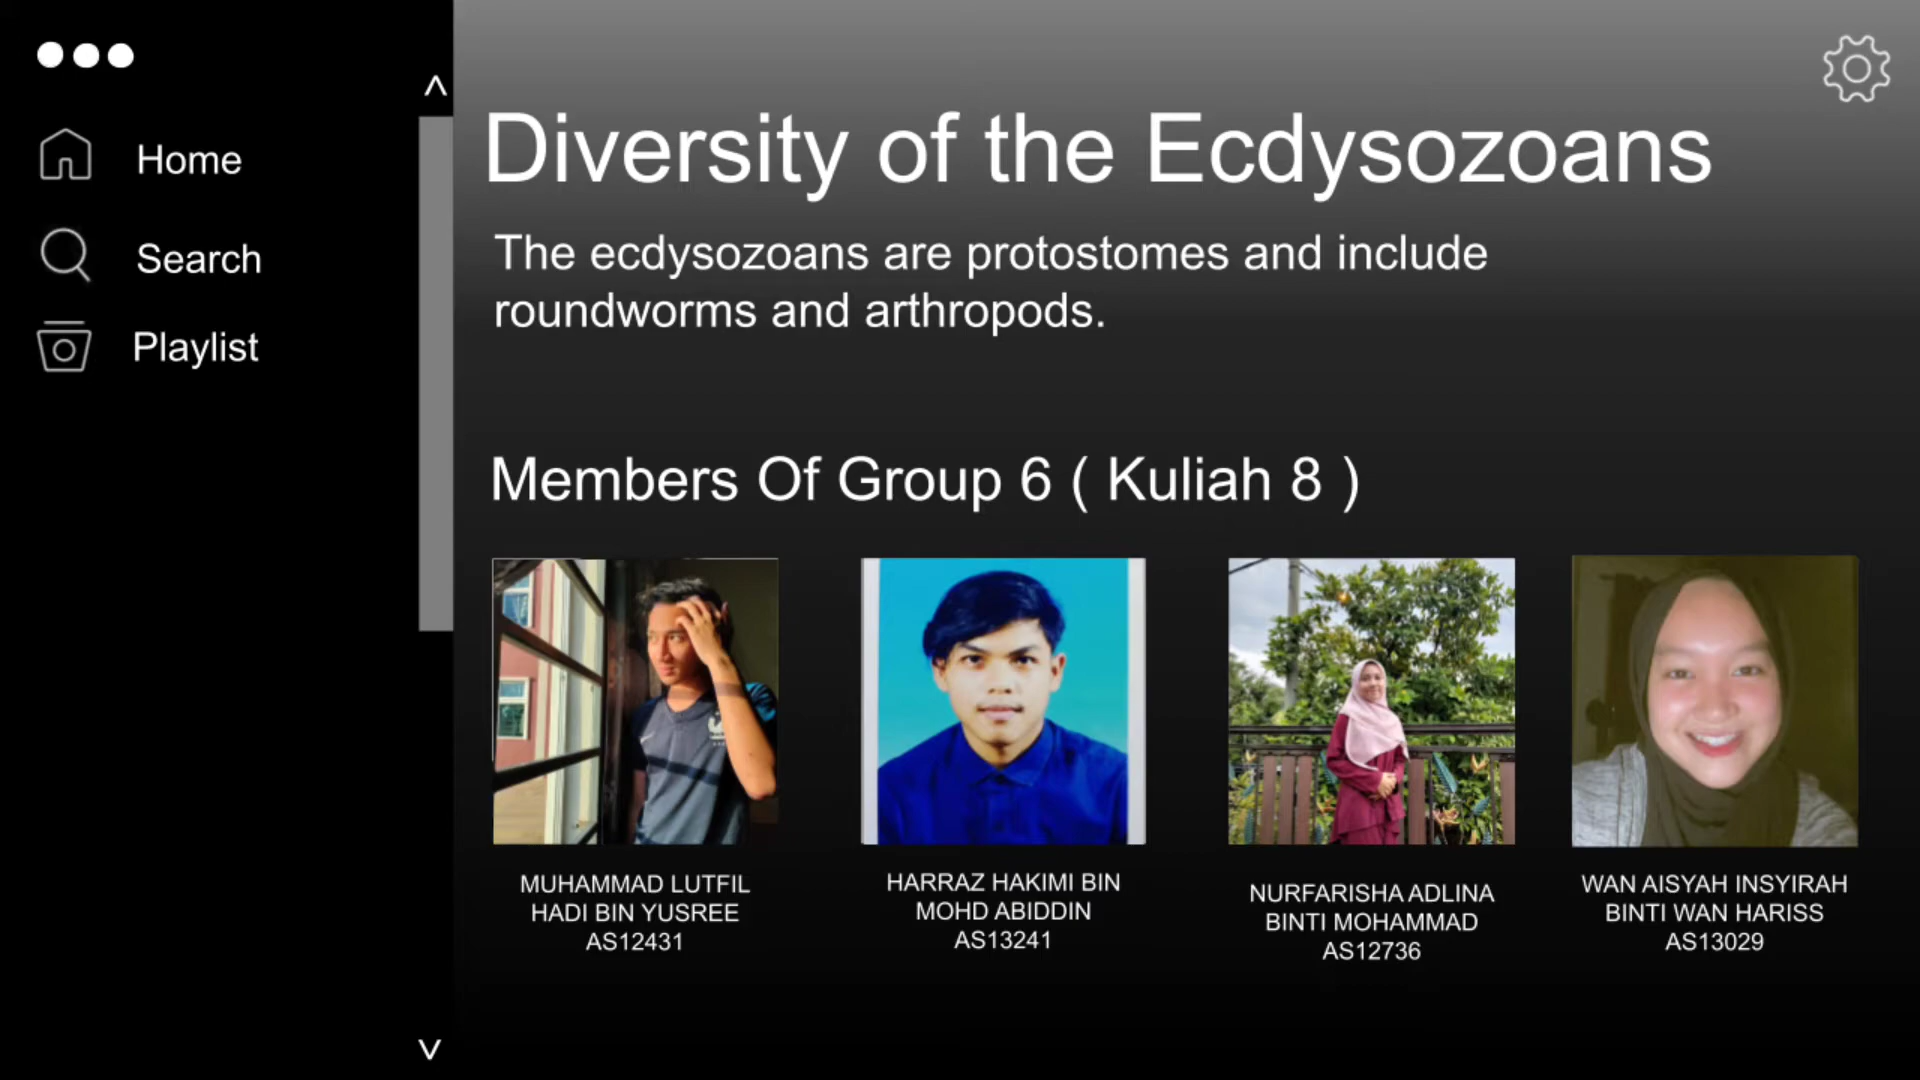 Home
Search
Playlist
Diversity of the Ecdysozoans
The ecdysozoans are protostomes and include
roundworms and arthropods.
Members Of Group 6 ( Kuliah 8 )
MUHAMMAD LUTFIL
HADI BIN YUSREE
AS12431
HARRAZ HAKIMI BIN
MOHD ABIDDIN
AS13241
NURFARISHA ADLINA
BINTI MOHAMMAD
AS12736
WAN AISYAH INSYIRAH
BINTI WAN HARISS
AS13029